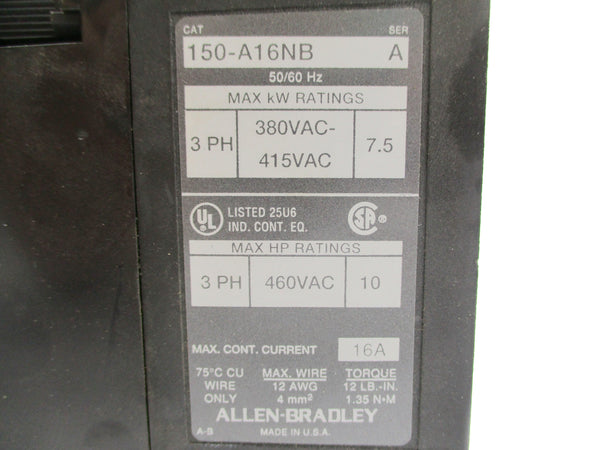 CAT SER
150-A16NB A
50/60 Hz
MAX kW RATINGS
3 PH 380VAC-415VAC 7.5
UL LISTED 25U6
IND. CONT. EQ.
SA ®
MAX HP RATINGS
3 PH 460VAC 10
MAX. CONT. CURRENT 16A
75°C CU MAX. WIRE TORQUE
WIRE 12 AWG 12 LB.-IN.
ONLY 4 mm² 1.35 N•M
ALLEN-BRADLEY
A-B MADE IN U.S.A.